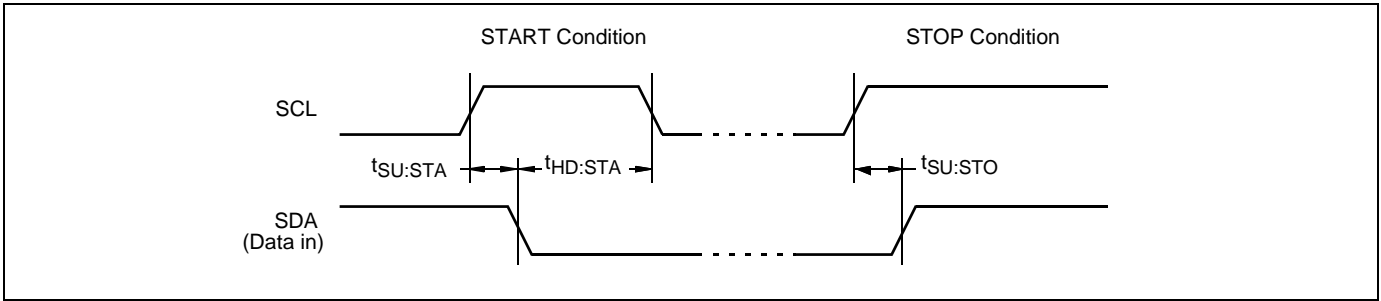 START Condition
STOP Condition
SCL
tSU:STA
tHD:STA
tSU:STO
SDA
(Data in)